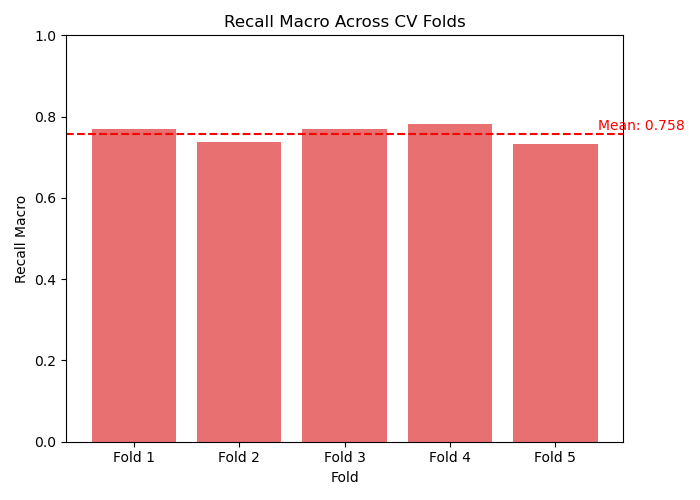 Recall Macro Across CV Folds
1.0
0.8
0.6
0.4
0.2
0.0
Recall Macro
Mean: 0.758
Fold 1 Fold 2 Fold 3 Fold 4 Fold 5
Fold